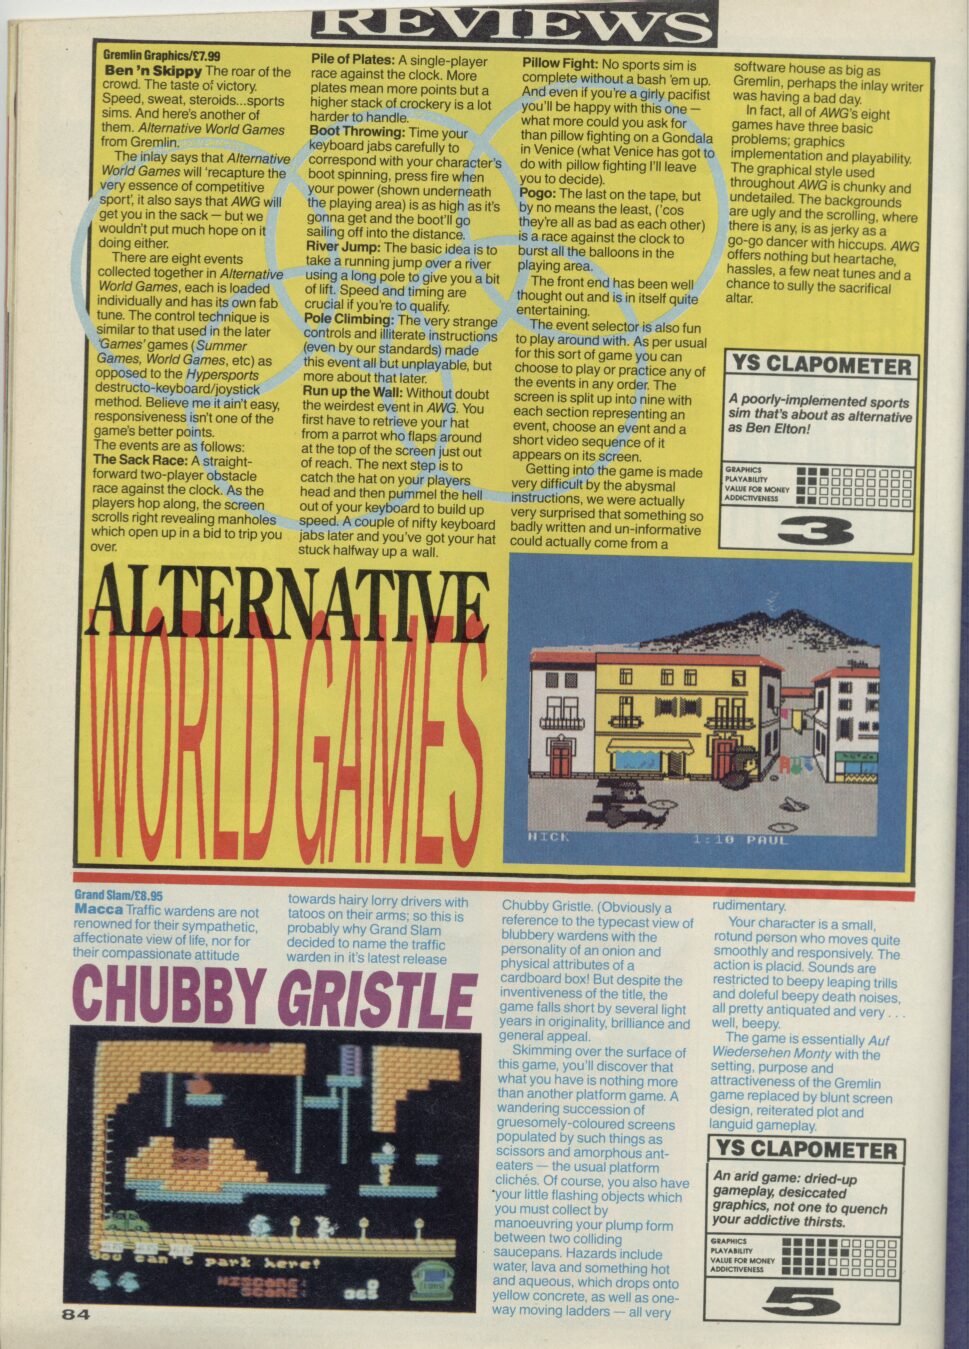 REVIEWS
Gremlin Graphics/£7.99
Ben 'n Skippy The roar of the
crowd. The taste of victory.
Speed, sweat, steroids...sports
sims. And here's another of
them. Alternative World Games
from Gremlin.
The inlay says that Alternative
World Games will 'recapture the
very essence of competitive
sport', it also says that AWG will
get you in the sack — but we
wouldn't put much hope on it
doing either.
There are eight events
collected together in Alternative
World Games, each is loaded
individually and has its own fab
tune. The control technique is
similar to that used in the later
'Games' games (Summer
Games, World Games, etc) as
opposed to the Hypersports
destructo-keyboard/joystick
method. Believe me it ain't easy,
responsiveness isn't one of the
game's better points.
The events are as follows:
The Sack Race: A straight-
forward two-player obstacle
race against the clock. As the
players hop along, the screen
scrolls right revealing manholes
which open up in a bid to trip you
over.
Pile of Plates: A single-player
race against the clock. More
plates mean more points but a
higher stack of crockery is a lot
harder to handle.
Boot Throwing: Time your
keyboard jabs carefully to
correspond with your character's
boot spinning, press fire when
your power (shown underneath
the playing area) is as high as it's
gonna get and the boot'll go
sailing off into the distance.
River Jump: The basic idea is to
take a running jump over a river
using a long pole to give you a bit
of lift. Speed and timing are
crucial if you're to qualify.
Pole Climbing: The very strange
controls and illiterate instructions
(even by our standards) made
this event all but unplayable, but
more about that later.
Run up the Wall: Without doubt
the weirdest event in AWG. You
first have to retrieve your hat
from a parrot who flaps around
at the top of the screen just out
of reach. The next step is to
catch the hat on your players
head and then pummel the hell
out of your keyboard to build up
speed. A couple of nifty keyboard
jabs later and you've got your hat
stuck halfway up a wall.
Pillow Fight: No sports sim is
complete without a bash 'em up.
And even if you're a girly pacifist
you'll be happy with this one —
what more could you ask for
than pillow fighting on a Gondala
in Venice (what Venice has got to
do with pillow fighting I'll leave
you to decide).
Pogo: The last on the tape, but
by no means the least, ('cos
they're all as bad as each other)
is a race against the clock to
burst all the balloons in the
playing area.
The front end has been well
thought out and is in itself quite
entertaining.
The event selector is also fun
to play around with. As per usual
for this sort of game you can
choose to play or practice any of
the events in any order. The
screen is split up into nine with
each section representing an
event, choose an event and a
short video sequence of it
appears on its screen.
Getting into the game is made
very difficult by the abysmal
instructions, we were actually
very surprised that something so
badly written and un-informative
could actually come from a
software house as big as
Gremlin, perhaps the inlay writer
was having a bad day.
In fact, all of AWG's eight
games have three basic
problems; graphics
implementation and playability.
The graphical style used
throughout AWG is chunky and
undetailed. The backgrounds
are ugly and the scrolling, where
there is any, is as jerky as a
go-go dancer with hiccups. AWG
offers nothing but heartache,
hassles, a few neat tunes and a
chance to sully the sacrifical
altar.
YS CLAPOMETER
A poorly-implemented sports
sim that's about as alternative
as Ben Elton!
GRAPHICS
PLAYABILITY
VALUE FOR MONEY
ADDICTIVENESS
3
ALTERNATIVE
WORLD GAMES
NICK 1:10 PAUL
Grand Slam/£8.95
Macca Traffic wardens are not
renowned for their sympathetic,
affectionate view of life, nor for
their compassionate attitude
towards hairy lorry drivers with
tatoos on their arms; so this is
probably why Grand Slam
decided to name the traffic
warden in it's latest release
CHUBBY GRISTLE
You can't park here!
HISCORE:
SCORE:
Chubby Gristle. (Obviously a
reference to the typecast view of
blubbery wardens with the
personality of an onion and
physical attributes of a
cardboard box! But despite the
inventiveness of the title, the
game falls short by several light
years in originality, brilliance and
general appeal.
Skimming over the surface of
this game, you'll discover that
what you have is nothing more
than another platform game. A
wandering succession of
gruesomely-coloured screens
populated by such things as
scissors and amorphous ant-
eaters — the usual platform
clichés. Of course, you also have
your little flashing objects which
you must collect by
manoeuvring your plump form
between two colliding
saucepans. Hazards include
water, lava and something hot
and aqueous, which drops onto
yellow concrete, as well as one-
way moving ladders — all very
rudimentary.
Your character is a small,
rotund person who moves quite
smoothly and responsively. The
action is placid. Sounds are
restricted to beepy leaping trills
and doleful beepy death noises,
all pretty antiquated and very . . .
well, beepy.
The game is essentially Auf
Wiedersehen Monty with the
setting, purpose and
attractiveness of the Gremlin
game replaced by blunt screen
design, reiterated plot and
languid gameplay.
YS CLAPOMETER
An arid game: dried-up
gameplay, desiccated
graphics, not one to quench
your addictive thirsts.
GRAPHICS
PLAYABILITY
VALUE FOR MONEY
ADDICTIVENESS
5
84